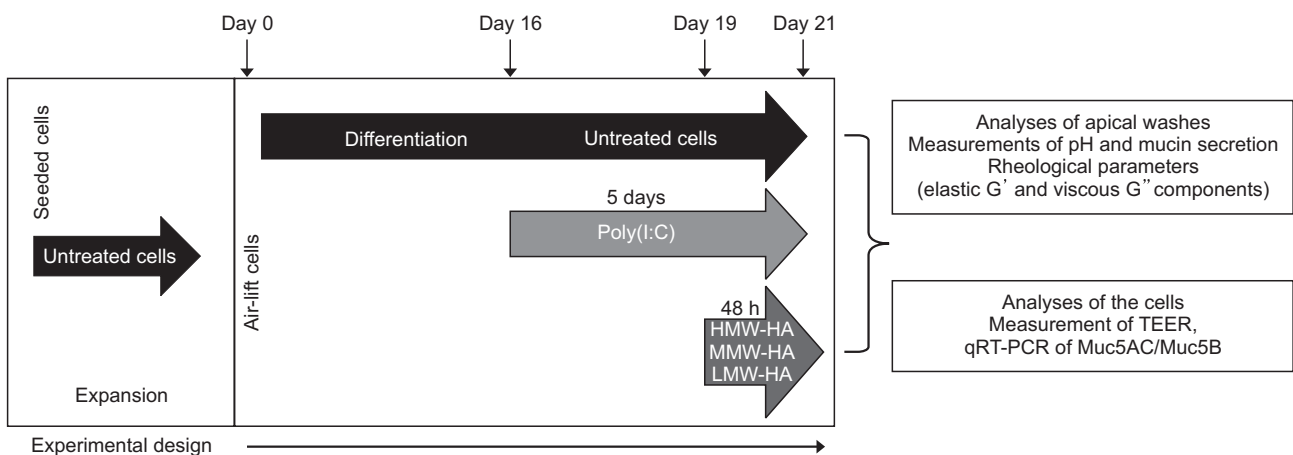 Day 0
Day 16
Day 19
Day 21
Seeded cells
Untreated cells
Expansion
Air-lift cells
Differentiation
Untreated cells
5 days
Poly(I:C)
48 h
HMW-HA
MMW-HA
LMW-HA
Analyses of apical washes
Measurements of pH and mucin secretion
Rheological parameters
(elastic G' and viscous G'' components)
Analyses of the cells
Measurement of TEER,
qRT-PCR of Muc5AC/Muc5B
Experimental design